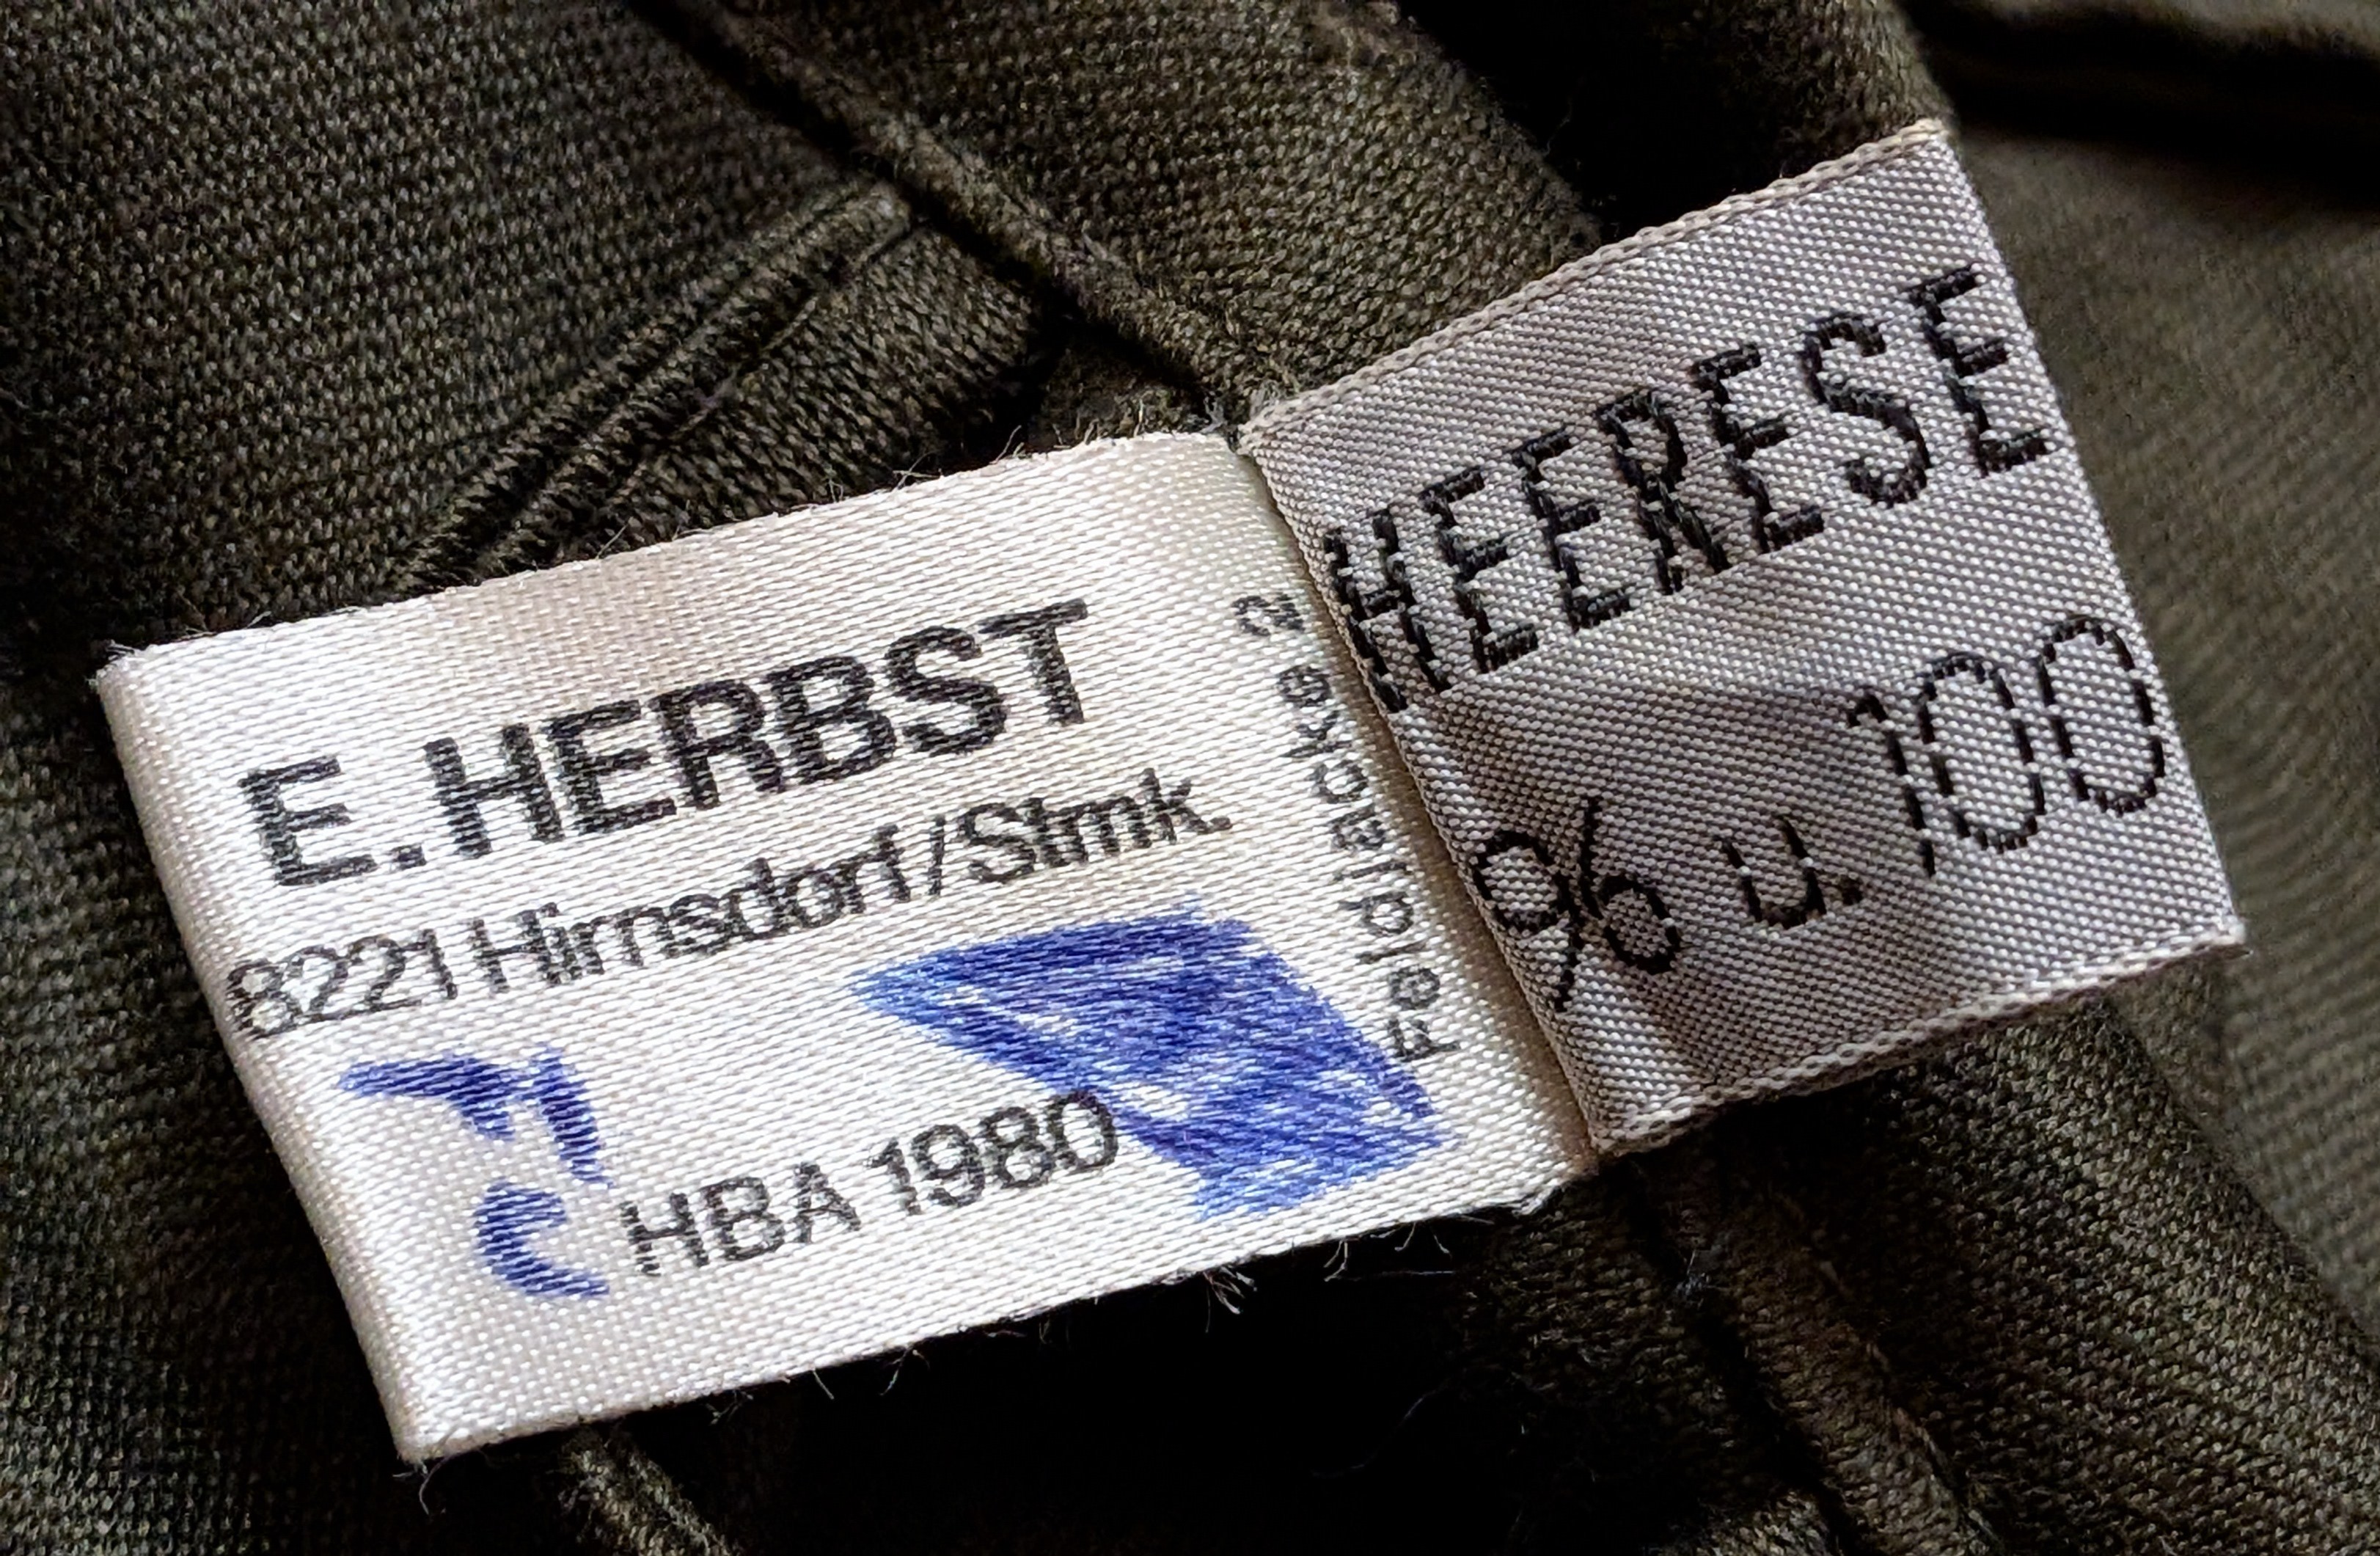 E.HERBST
8221 Hirnsdorf/Stmk.
HBA 1980
Feldjacke 2
HEERESE
96 u. 100